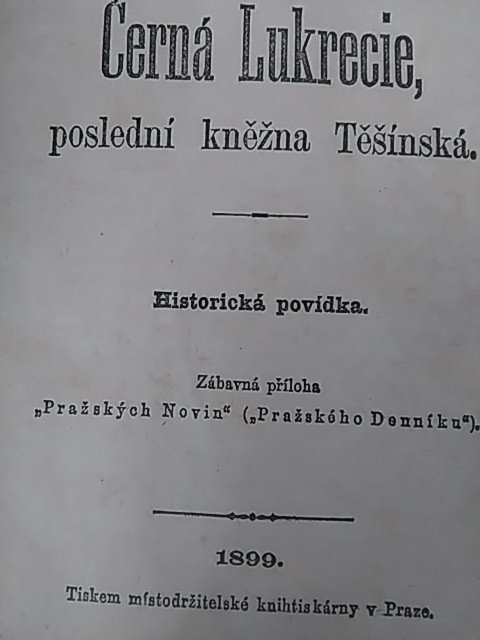 Černá Lukrecie,
poslední kněžna Těšínská.
Historická povídka.
Zábavná příloha
„Pražských Novin“ („Pražského Denníku“).
1899.
Tiskem místodržitelské knihtiskárny v Praze.